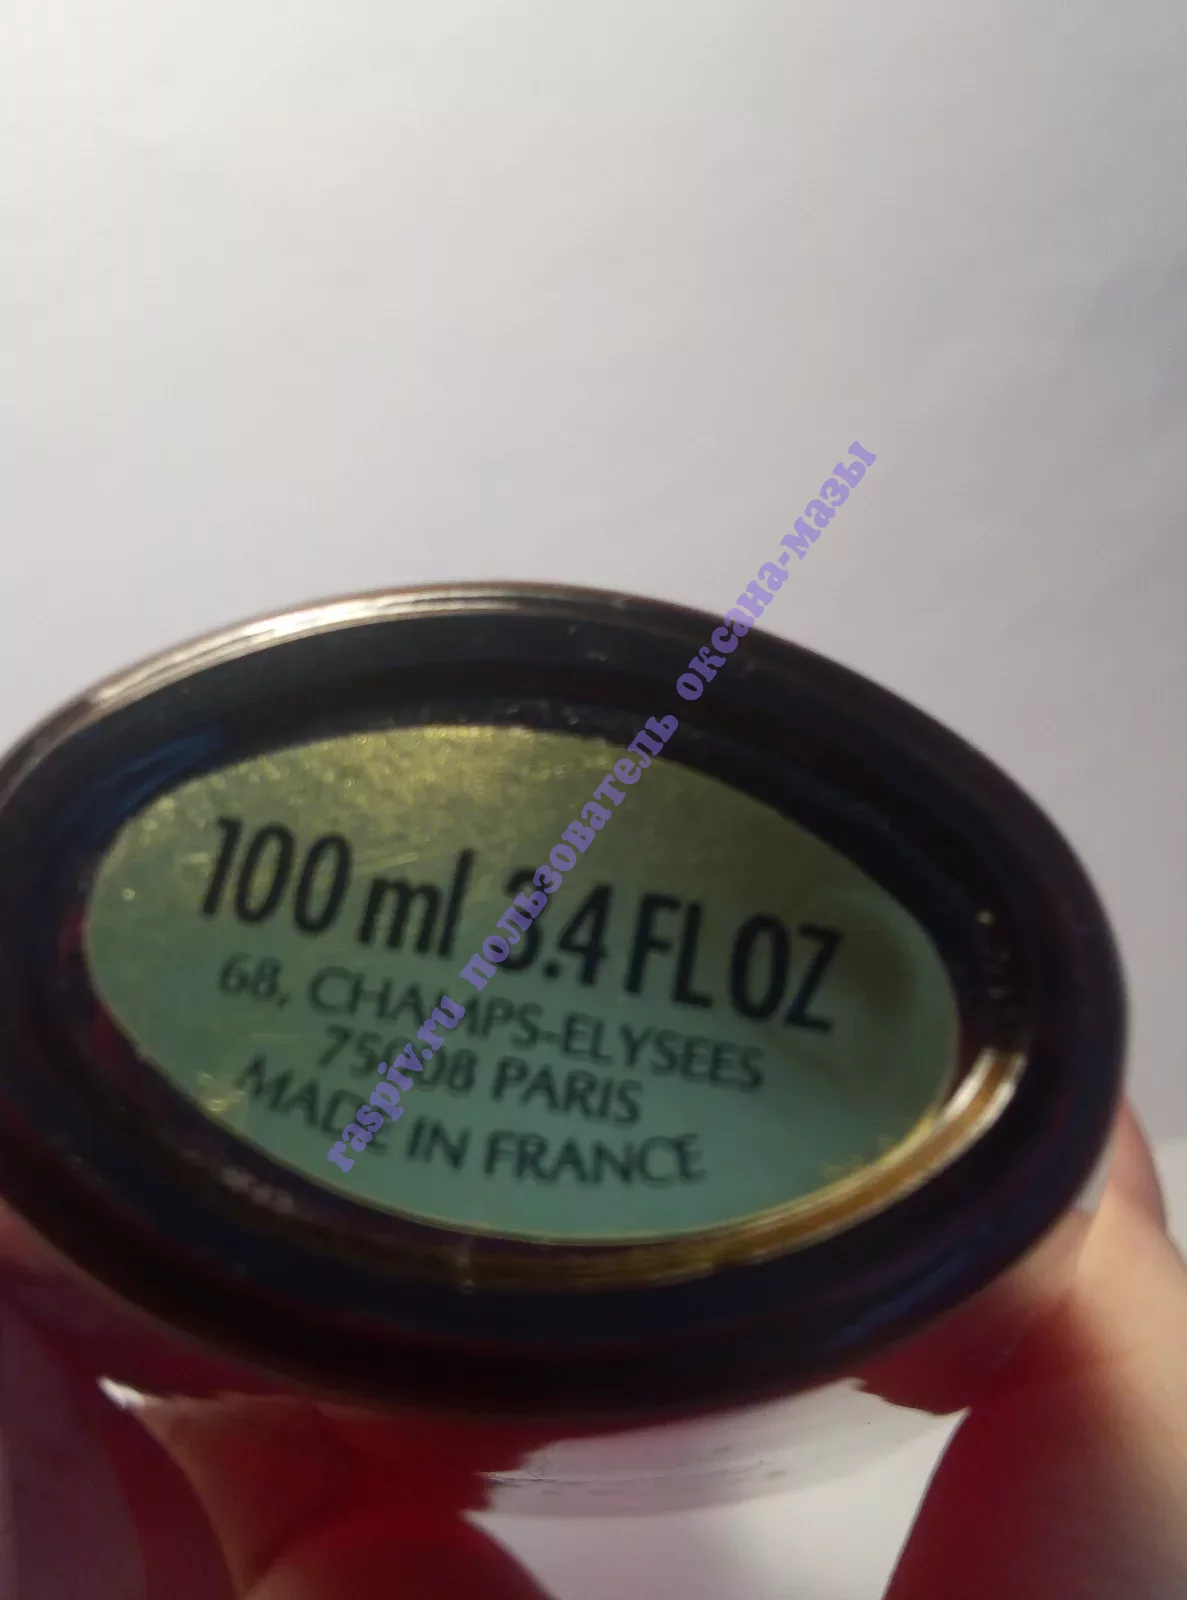 100 ml 3.4 FL OZ
68, CHAMPS-ELYSEES
75008 PARIS
MADE IN FRANCE
raspiv.ru пользователь оксана-мазы